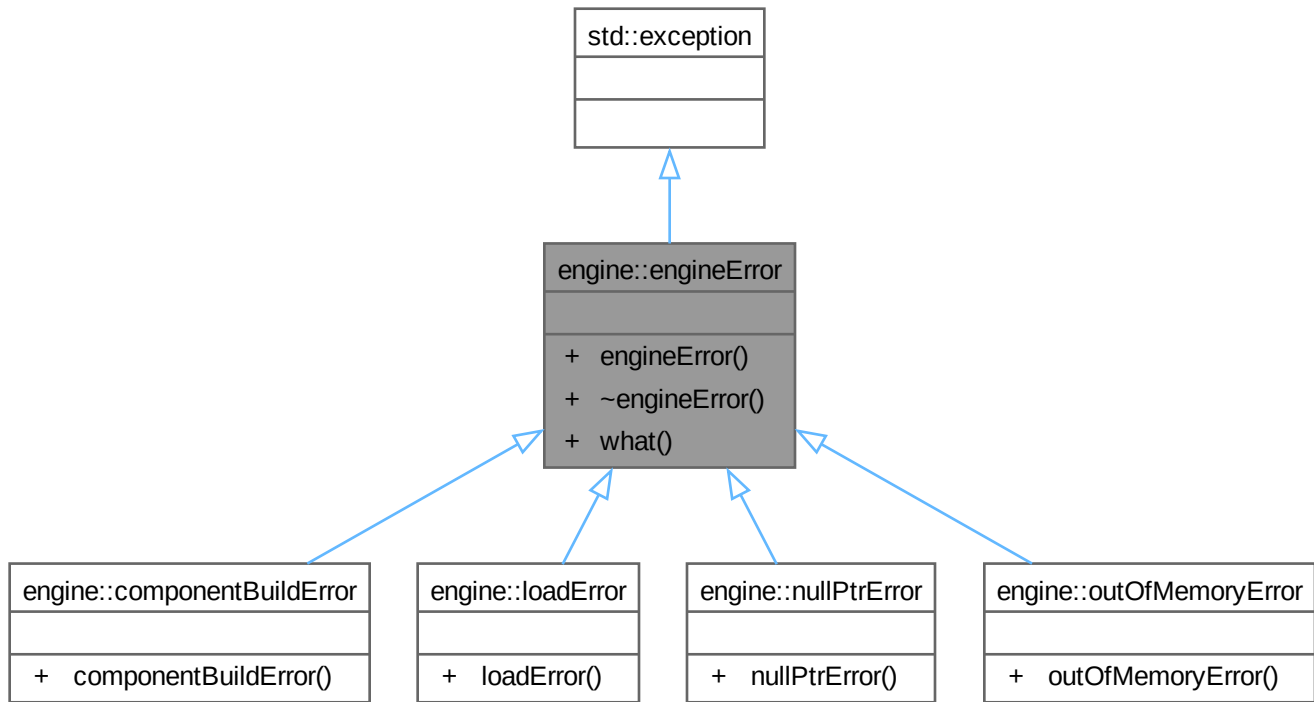 std::exception
engine::engineError
+ engineError()
+ ~engineError()
+ what()
engine::componentBuildError
+ componentBuildError()
engine::loadError
+ loadError()
engine::nullPtrError
+ nullPtrError()
engine::outOfMemoryError
+ outOfMemoryError()